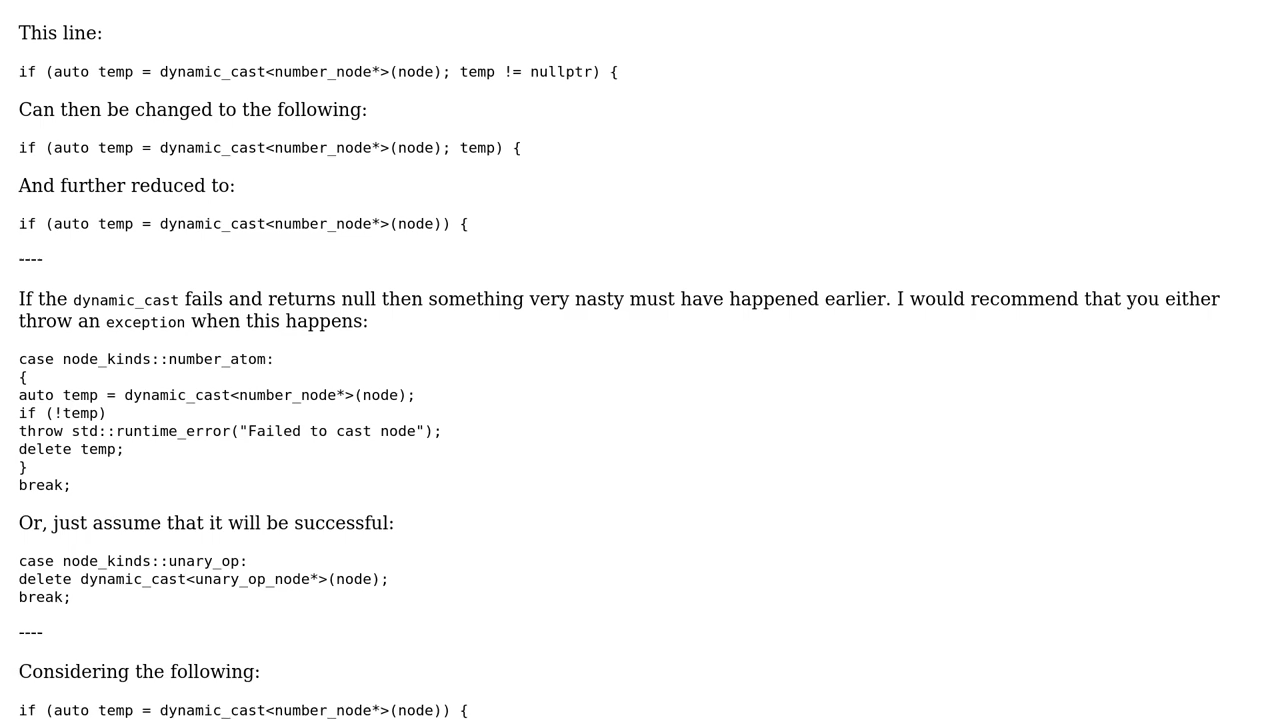 This line:
if (auto temp = dynamic_cast<number_node*>(node); temp != nullptr) {
Can then be changed to the following:
if (auto temp = dynamic_cast<number_node*>(node); temp) {
And further reduced to:
if (auto temp = dynamic_cast<number_node*>(node)) {
----
If the dynamic_cast fails and returns null then something very nasty must have happened earlier. I would recommend that you either
throw an exception when this happens:
case node_kinds::number_atom:
{
auto temp = dynamic_cast<number_node*>(node);
if (!temp)
throw std::runtime_error("Failed to cast node");
delete temp;
}
break;
Or, just assume that it will be successful:
case node_kinds::unary_op:
delete dynamic_cast<unary_op_node*>(node);
break;
----
Considering the following:
if (auto temp = dynamic_cast<number_node*>(node)) {